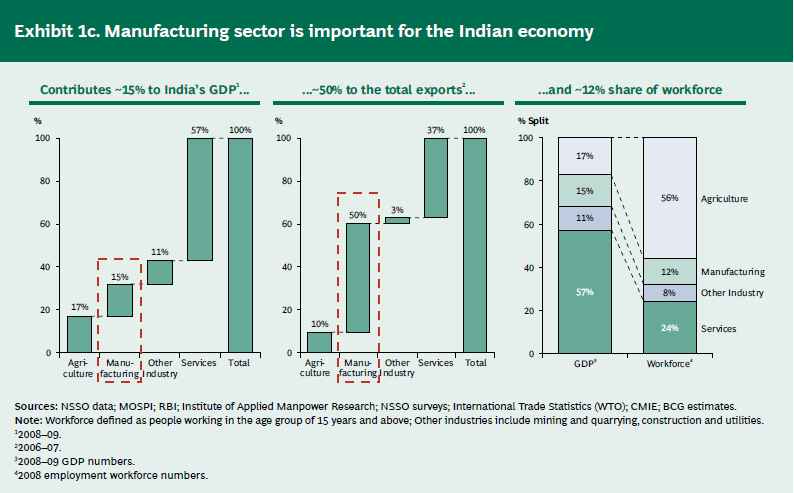 Exhibit 1c. Manufacturing sector is important for the Indian economy
Contributes ~15% to India's GDP¹...
...~50% to the total exports²...
...and ~12% share of workforce
%
100
80
60
40
20
0
17%
15%
11%
57%
100%
Agri-
culture
Manu-
facturing
Other
Industry
Services
Total
%
100
80
60
40
20
0
10%
50%
3%
37%
100%
Agri-
culture
Manu-
facturing
Other
Industry
Services
Total
% Split
100
80
60
40
20
0
17%
15%
11%
57%
56%
12%
8%
24%
Agriculture
Manufacturing
Other Industry
Services
GDP³
Workforce⁴
Sources: NSSO data; MOSPI; RBI; Institute of Applied Manpower Research; NSSO surveys; International Trade Statistics (WTO); CMIE; BCG estimates.
Note: Workforce defined as people working in the age group of 15 years and above; Other industries include mining and quarrying, construction and utilities.
¹2008–09.
²2006–07.
³2008–09 GDP numbers.
⁴2008 employment workforce numbers.